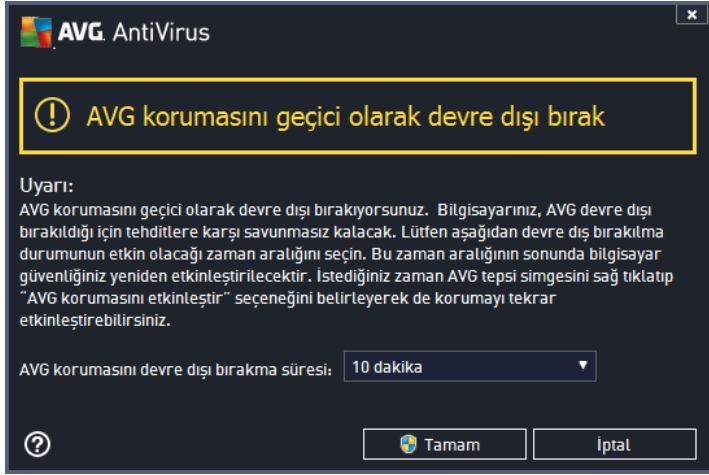 AVG AntiVirus
AVG korumasını geçici olarak devre dışı bırak
Uyarı:
AVG korumasını geçici olarak devre dışı bırakıyorsunuz. Bilgisayarınız, AVG devre dışı
bırakıldığı için tehditlere karşı savunmasız kalacak. Lütfen aşağıdan devre dış bırakılma
durumunun etkin olacağı zaman aralığını seçin. Bu zaman aralığının sonunda bilgisayar
güvenliğiniz yeniden etkinleştirilecektir. İstediğiniz zaman AVG tepsi simgesini sağ tıklatıp
"AVG korumasını etkinleştir" seçeneğini belirleyerek de korumayı tekrar
etkinleştirebilirsiniz.
AVG korumasını devre dışı bırakma süresi: 10 dakika
Tamam İptal